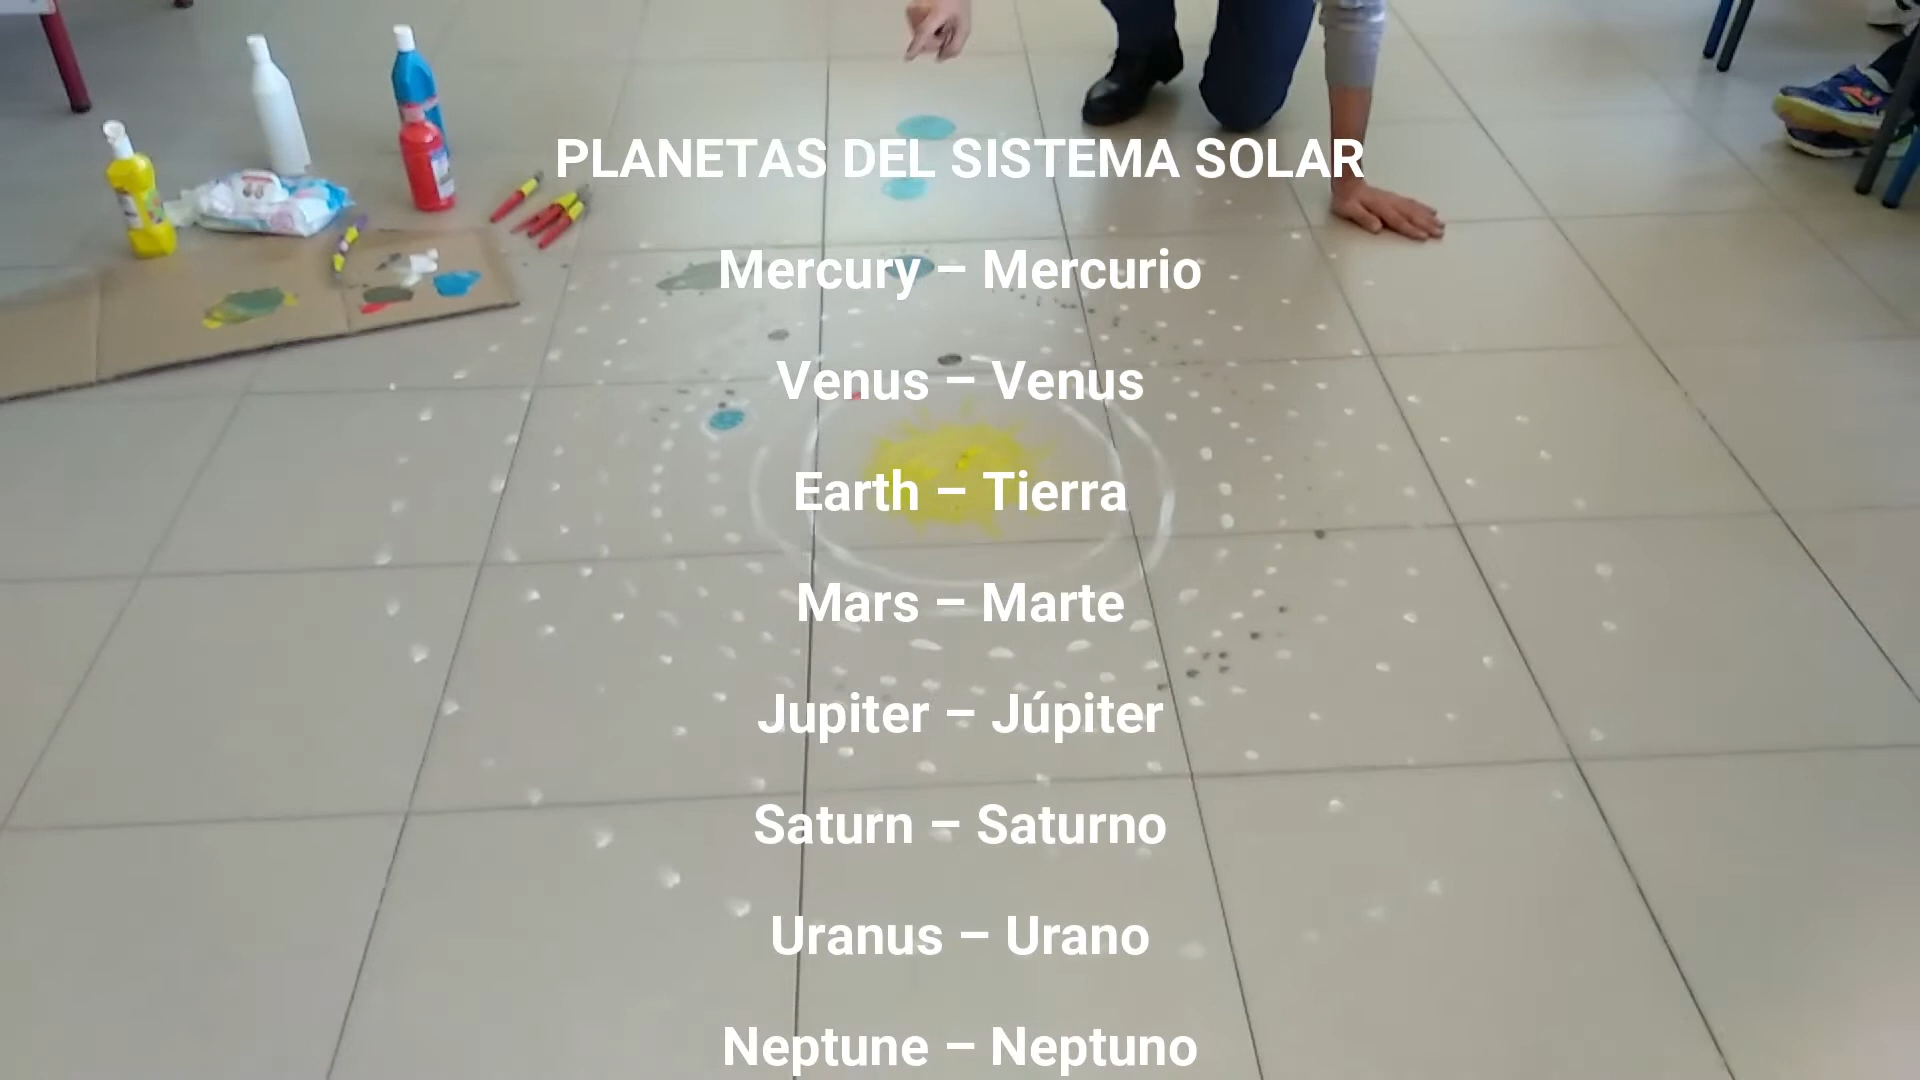 PLANETAS DEL SISTEMA SOLAR
Mercury – Mercurio
Venus – Venus
Earth – Tierra
Mars – Marte
Jupiter – Júpiter
Saturn – Saturno
Uranus – Urano
Neptune – Neptuno